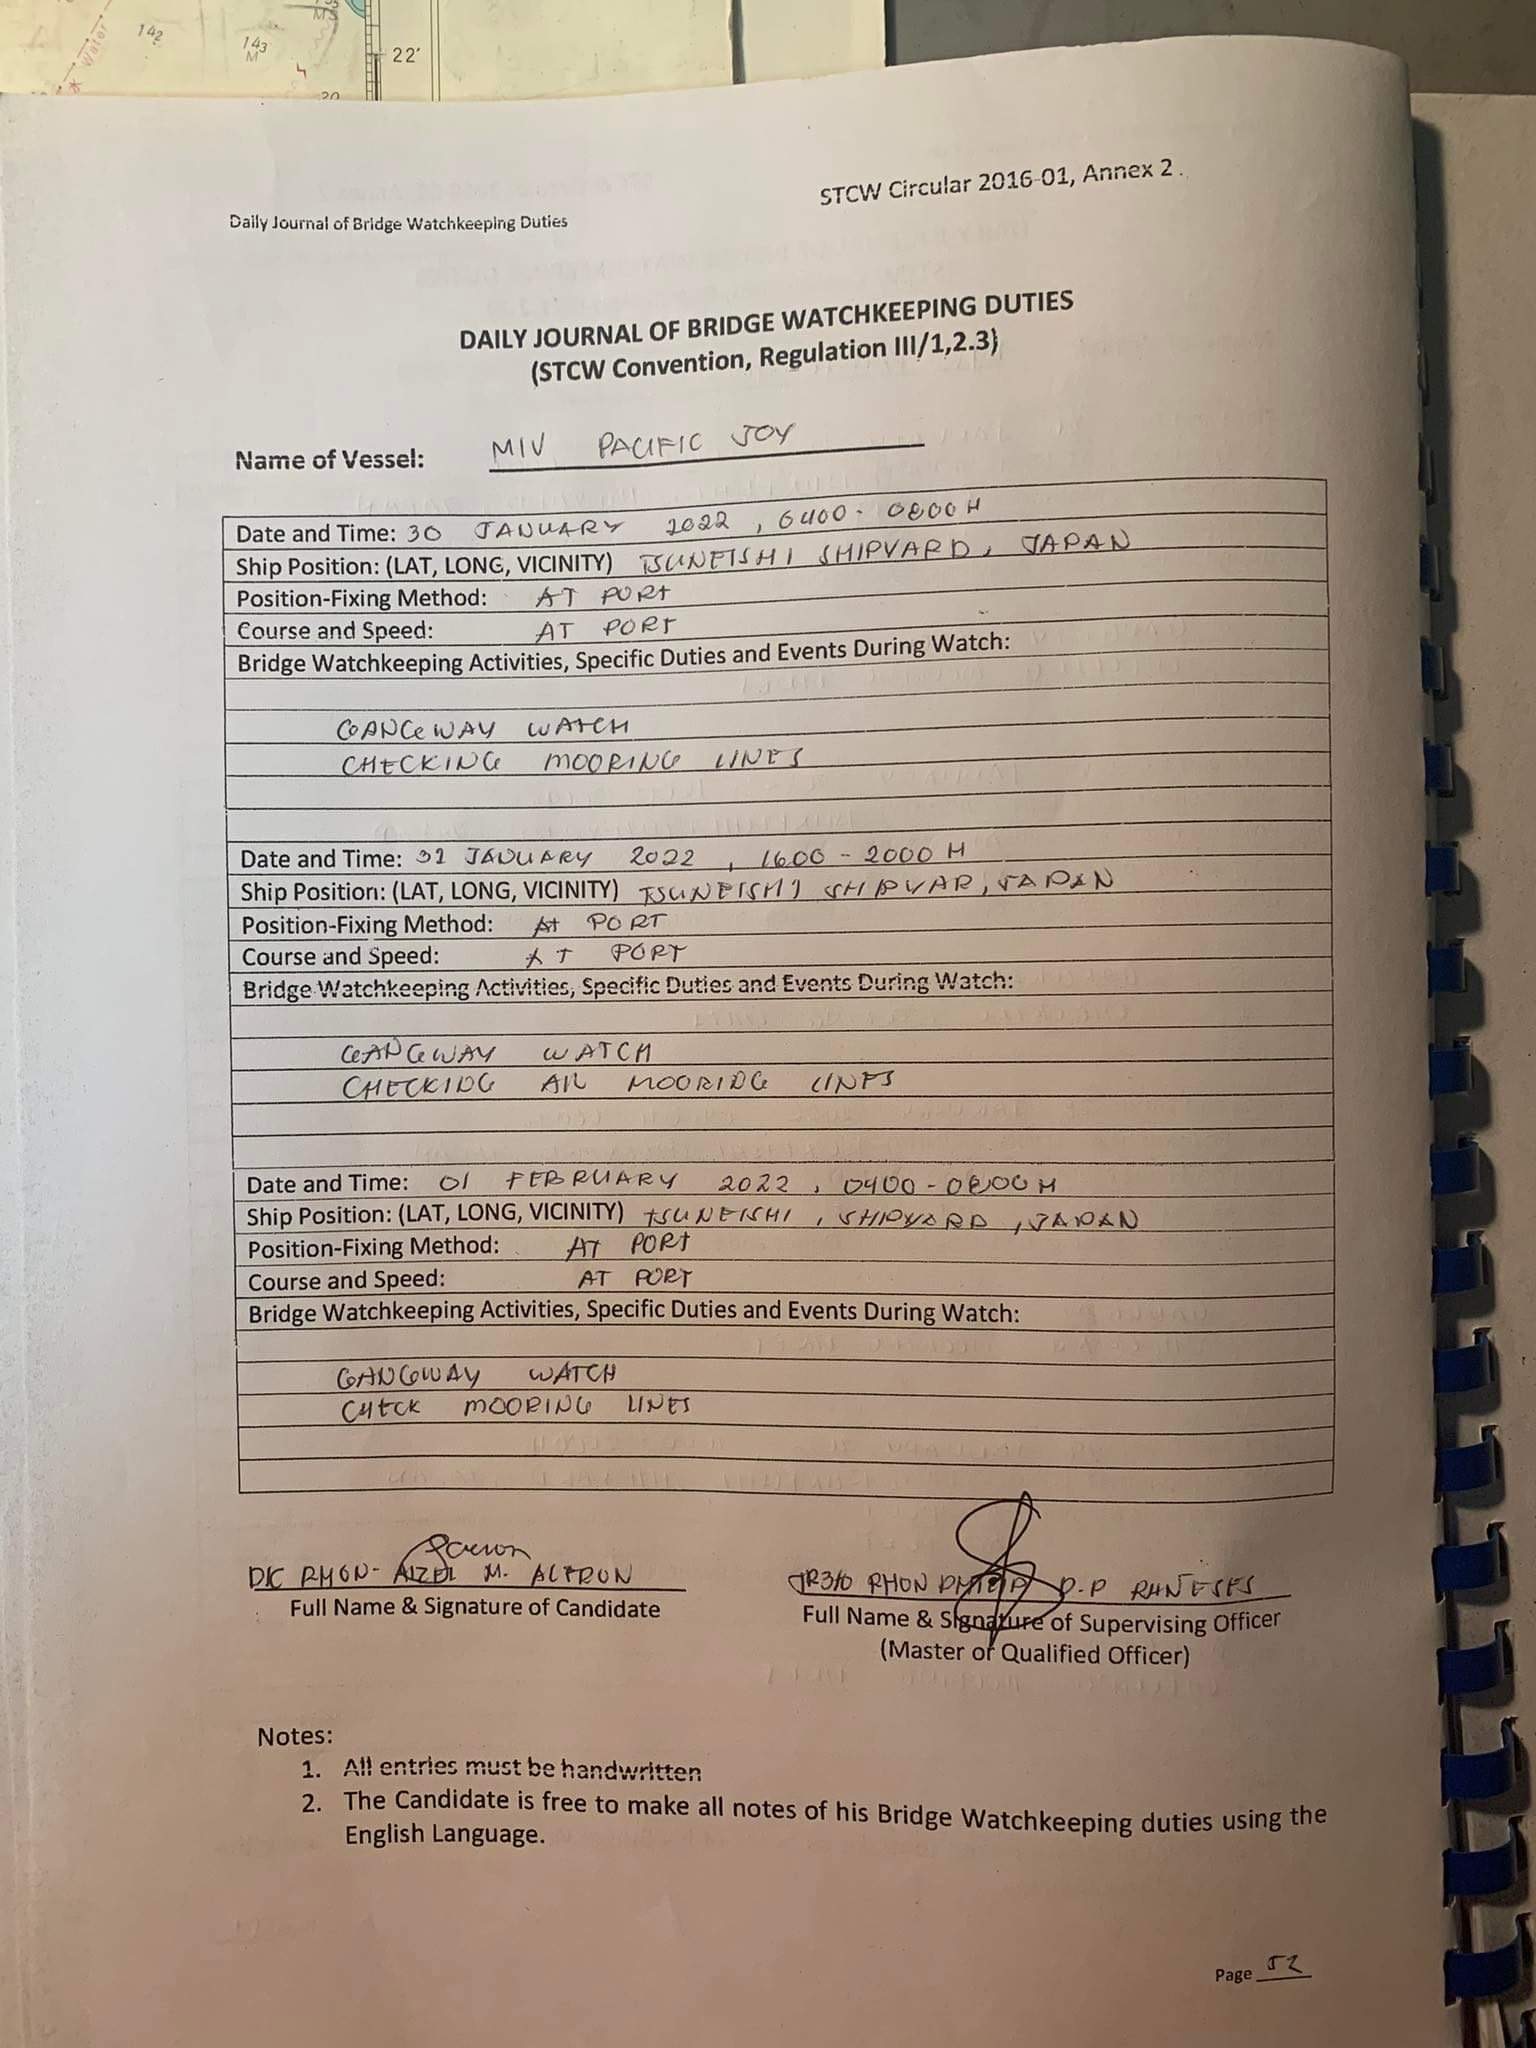 142
143
M
22'
Water
STCW Circular 2016-01, Annex 2.
Daily Journal of Bridge Watchkeeping Duties
DAILY JOURNAL OF BRIDGE WATCHKEEPING DUTIES
(STCW Convention, Regulation III/1,2.3)
Name of Vessel: M/V PACIFIC JOY
Date and Time: 30 JANUARY 2022, 0400-0800H
Ship Position: (LAT, LONG, VICINITY) TSUNEISHI SHIPYARD, JAPAN
Position-Fixing Method: AT PORT
Course and Speed: AT PORT
Bridge Watchkeeping Activities, Specific Duties and Events During Watch:
GANGWAY WATCH
CHECKING MOORING LINES
Date and Time: 31 JANUARY 2022, 1600-2000H
Ship Position: (LAT, LONG, VICINITY) TSUNEISHI SHIPYAR, JAPAN
Position-Fixing Method: At PORT
Course and Speed: AT PORT
Bridge Watchkeeping Activities, Specific Duties and Events During Watch:
GANGWAY WATCH
CHECKING ALL MOORING LINES
Date and Time: 01 FEBRUARY 2022, 0400-0800H
Ship Position: (LAT, LONG, VICINITY) TSUNEISHI, SHIPYARD, JAPAN
Position-Fixing Method: AT PORT
Course and Speed: AT PORT
Bridge Watchkeeping Activities, Specific Duties and Events During Watch:
GANGWAY WATCH
CHECK MOORING LINES
D/C RHON- M.
Full Name & Signature of Candidate
JR3/O RHON D.P RANESES
Full Name & Signature of Supervising Officer
(Master or Qualified Officer)
Notes:
1. All entries must be handwritten
2. The Candidate is free to make all notes of his Bridge Watchkeeping duties using the
English Language.
Page 52